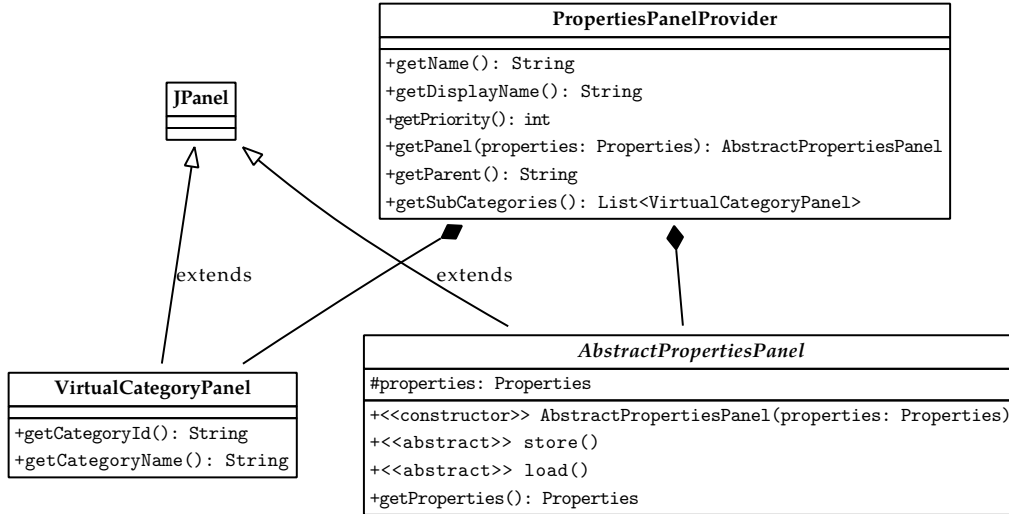 PropertiesPanelProvider
+getName(): String
+getDisplayName(): String
+getPriority(): int
+getPanel(properties: Properties): AbstractPropertiesPanel
+getParent(): String
+getSubCategories(): List<VirtualCategoryPanel>
JPanel
extends
extends
VirtualCategoryPanel
+getCategoryId(): String
+getCategoryName(): String
AbstractPropertiesPanel
#properties: Properties
+<<constructor>> AbstractPropertiesPanel(properties: Properties)
+<<abstract>> store()
+<<abstract>> load()
+getProperties(): Properties